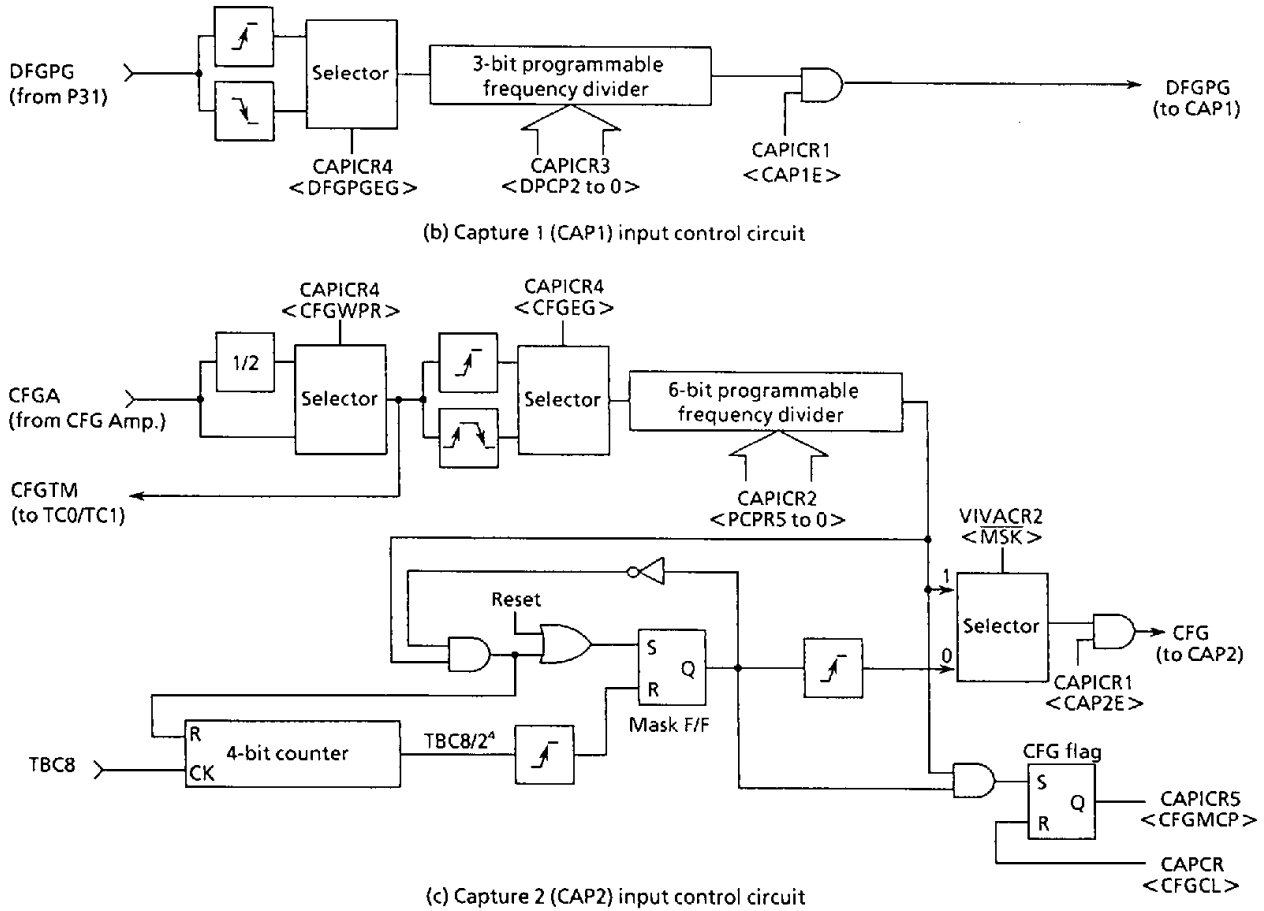 DFGPG
(from P31)
Selector
3-bit programmable
frequency divider
DFGPG
(to CAP1)
CAPICR4
<DFGPGEG>
CAPICR3
<DPCP2 to 0>
CAPICR1
<CAP1E>
(b) Capture 1 (CAP1) input control circuit
CAPICR4
<CFGWPR>
CAPICR4
<CFGEG>
1/2
Selector
Selector
6-bit programmable
frequency divider
CFGA
(from CFG Amp.)
CFGTM
(to TC0/TC1)
CAPICR2
<PCPR5 to 0>
VIVACR2
<MSK>
1
Reset
Selector
S
Q
R
0
CFG
(to CAP2)
CAPICR1
<CAP2E>
Mask F/F
R
4-bit counter
CK
TBC8/2⁴
TBC8
CFG flag
S
Q
R
CAPICR5
<CFGMCP>
CAPCR
<CFGCL>
(c) Capture 2 (CAP2) input control circuit